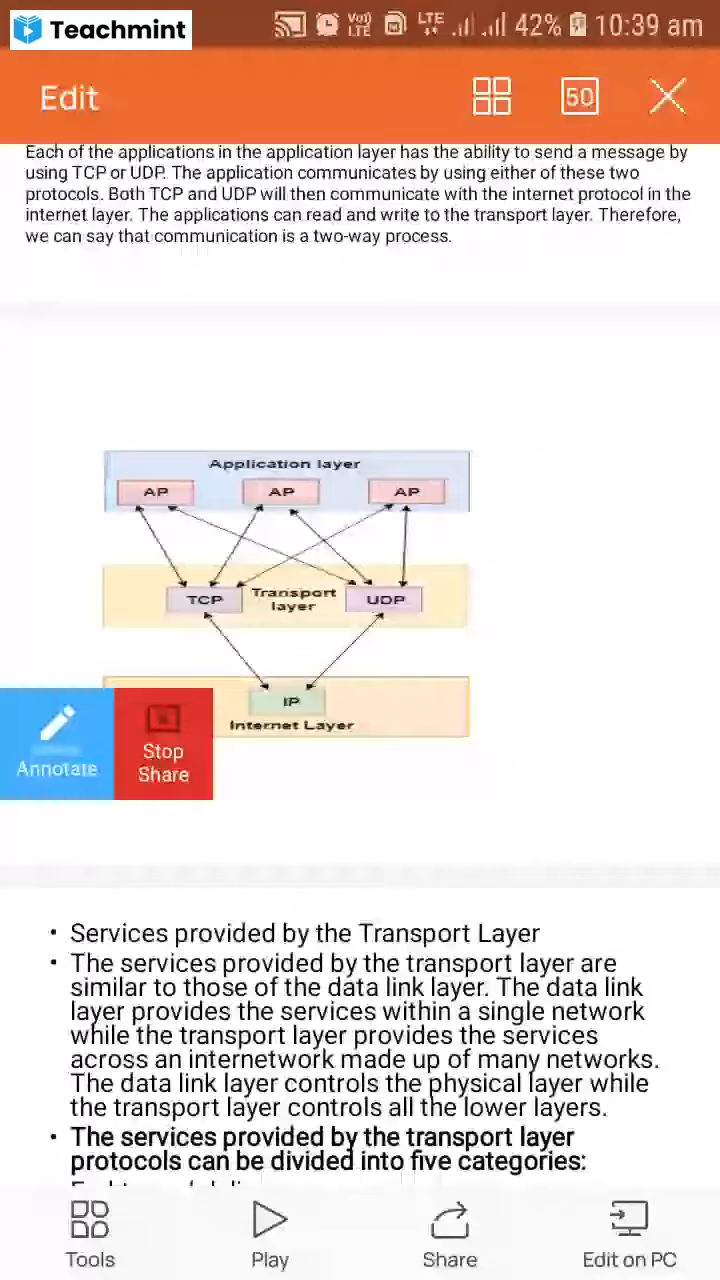 Teachmint
Vo) LTE LTE 42% 10:39 am
Edit
50
Each of the applications in the application layer has the ability to send a message by
using TCP or UDP. The application communicates by using either of these two
protocols. Both TCP and UDP will then communicate with the internet protocol in the
internet layer. The applications can read and write to the transport layer. Therefore,
we can say that communication is a two-way process.
Application layer
AP AP AP
TCP Transport layer UDP
IP
Internet Layer
Annotate
Stop
Share
• Services provided by the Transport Layer
• The services provided by the transport layer are
similar to those of the data link layer. The data link
layer provides the services within a single network
while the transport layer provides the services
across an internetwork made up of many networks.
The data link layer controls the physical layer while
the transport layer controls all the lower layers.
• The services provided by the transport layer
protocols can be divided into five categories:
Tools Play Share Edit on PC